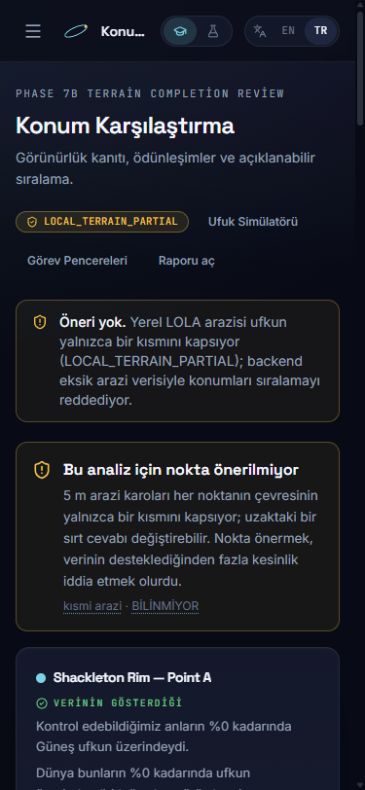 Konu...
EN
TR
PHASE 7B TERRAİN COMPLETİON REVİEW
Konum Karşılaştırma
Görünürlük kanıtı, ödünleşimler ve açıklanabilir
sıralama.
LOCAL_TERRAIN_PARTIAL
Ufuk Simülatörü
Görev Pencereleri
Raporu aç
Öneri yok. Yerel LOLA arazisi ufkun
yalnızca bir kısmını kapsıyor
(LOCAL_TERRAIN_PARTIAL); backend
eksik arazi verisiyle konumları sıralamayı
reddediyor.
Bu analiz için nokta önerilmiyor
5 m arazi karoları her noktanın çevresinin
yalnızca bir kısmını kapsıyor; uzaktaki bir
sırt cevabı değiştirebilir. Nokta önermek,
verinin desteklediğinden fazla kesinlik
iddia etmek olurdu.
kısmi arazi · BİLİNMİYOR
Shackleton Rim — Point A
VERİNİN GÖSTERDİĞİ
Kontrol edebildiğimiz anların %0 kadarında
Güneş ufkun üzerindeydi.
Dünya bunların %0 kadarında ufkun